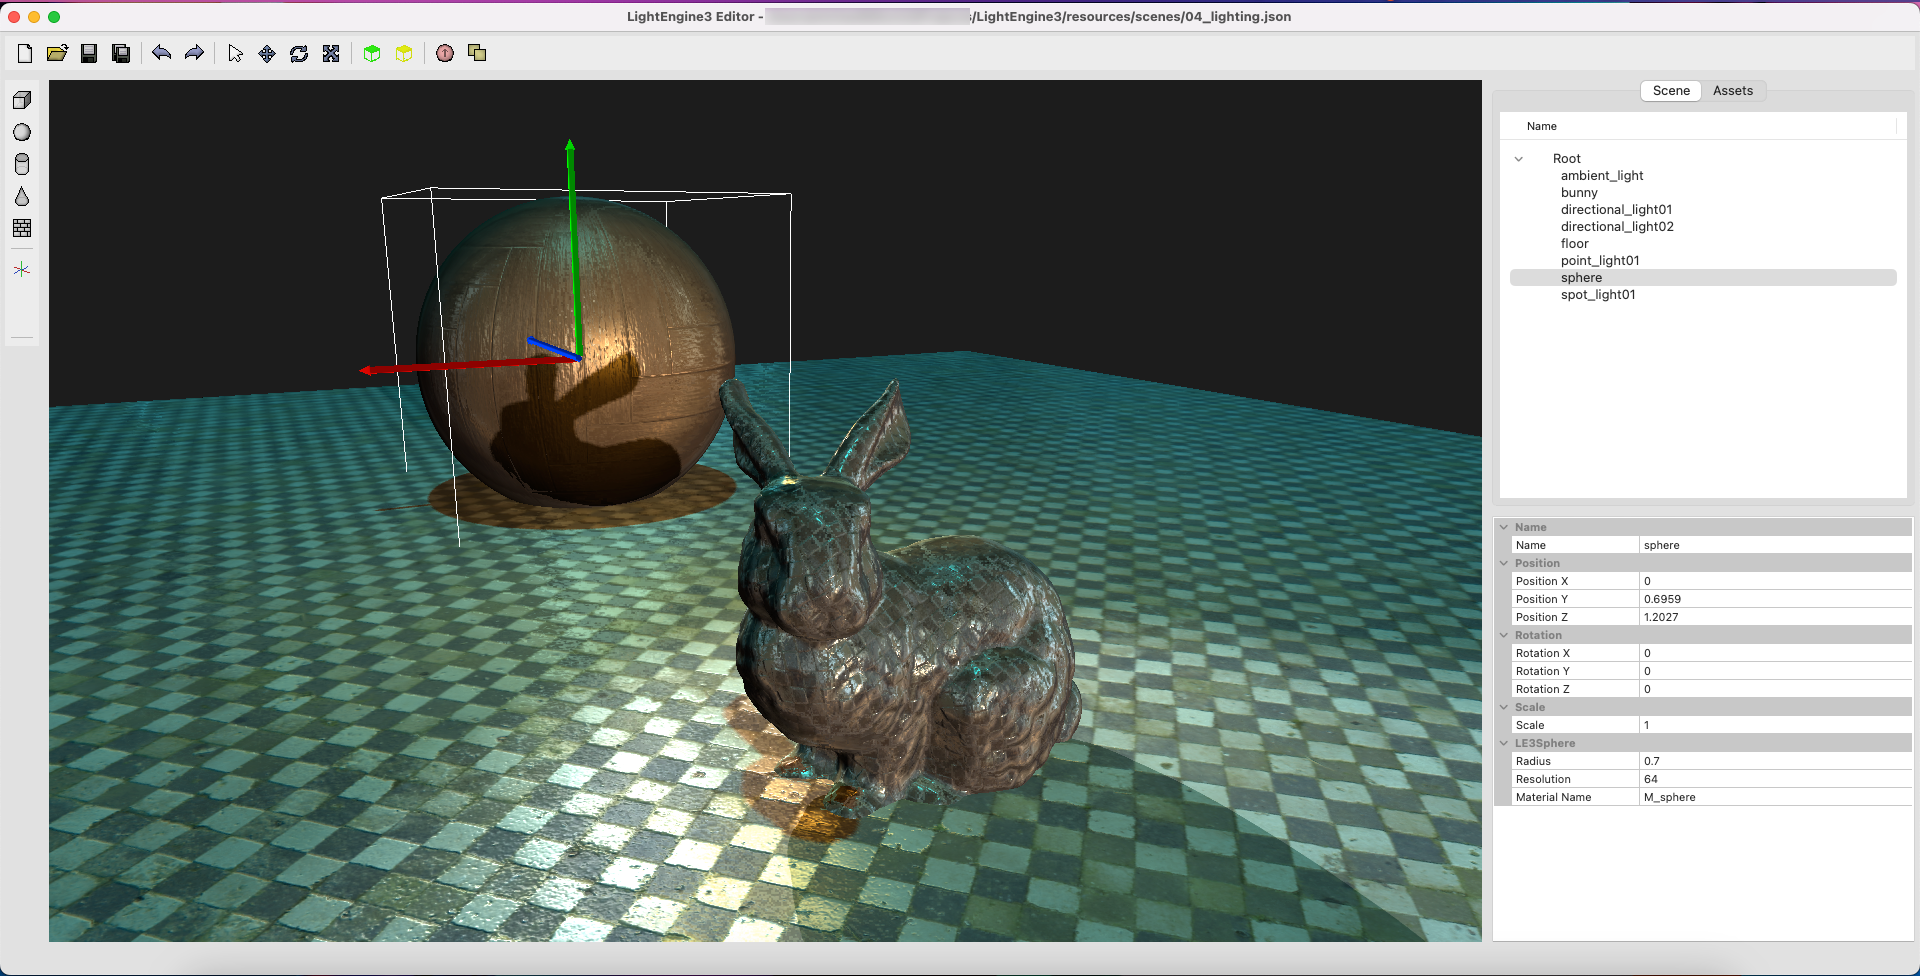 LightEngine3 Editor - /LightEngine3/resources/scenes/04_lighting.json
Scene Assets
Name
Root
ambient_light
bunny
directional_light01
directional_light02
floor
point_light01
sphere
spot_light01
Name
Name sphere
Position
Position X 0
Position Y 0.6959
Position Z 1.2027
Rotation
Rotation X 0
Rotation Y 0
Rotation Z 0
Scale
Scale 1
LE3Sphere
Radius 0.7
Resolution 64
Material Name M_sphere